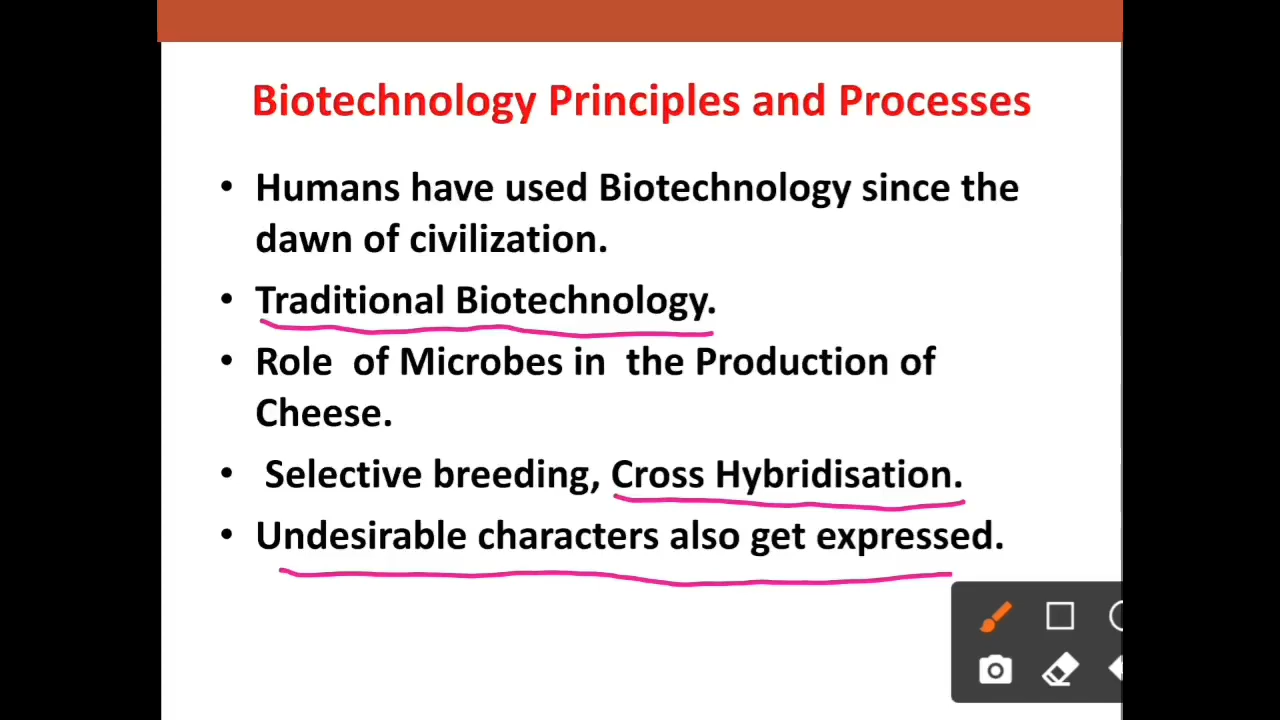 Biotechnology Principles and Processes
• Humans have used Biotechnology since the
dawn of civilization.
• Traditional Biotechnology.
• Role of Microbes in the Production of
Cheese.
• Selective breeding, Cross Hybridisation.
• Undesirable characters also get expressed.